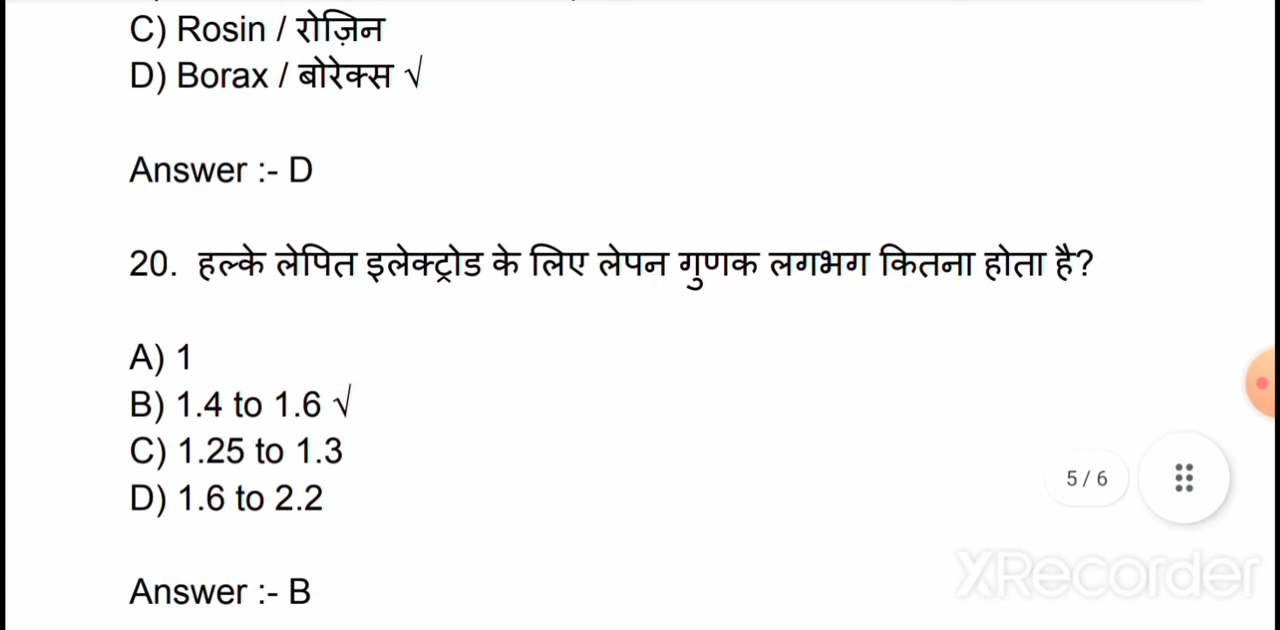 C) Rosin / रोज़िन
D) Borax / बोरेक्स √
Answer :- D
20. हल्के लेपित इलेक्ट्रोड के लिए लेपन गुणक लगभग कितना होता है?
A) 1
B) 1.4 to 1.6 √
C) 1.25 to 1.3
D) 1.6 to 2.2
5 / 6
XRecorder
Answer :- B